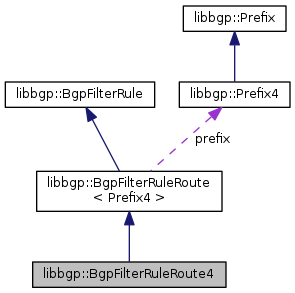 libbgp::Prefix
libbgp::BgpFilterRule
libbgp::Prefix4
prefix
libbgp::BgpFilterRuleRoute
< Prefix4 >
libbgp::BgpFilterRuleRoute4